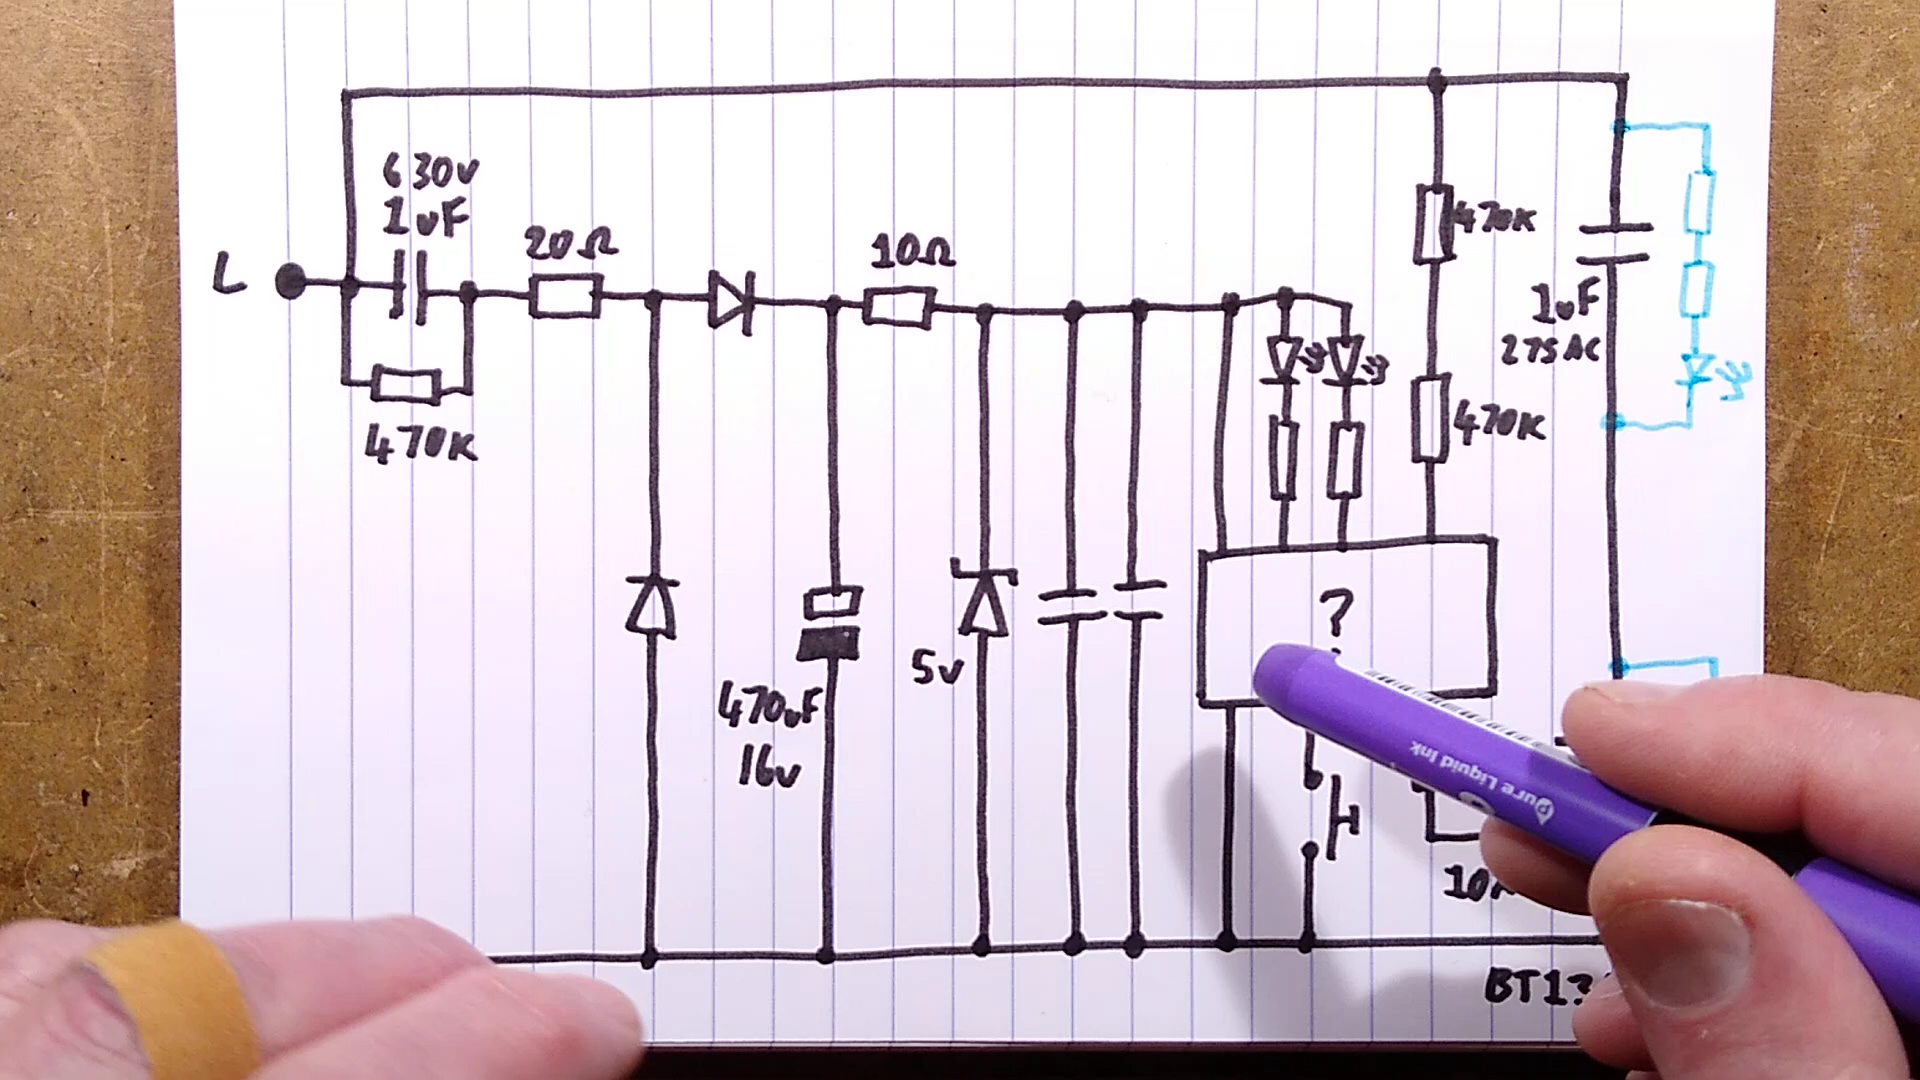 630v
1uF
L
20Ω
10Ω
470K
470K
1uF
275AC
470K
470uF
16v
5v
?
Pure Liquid Ink